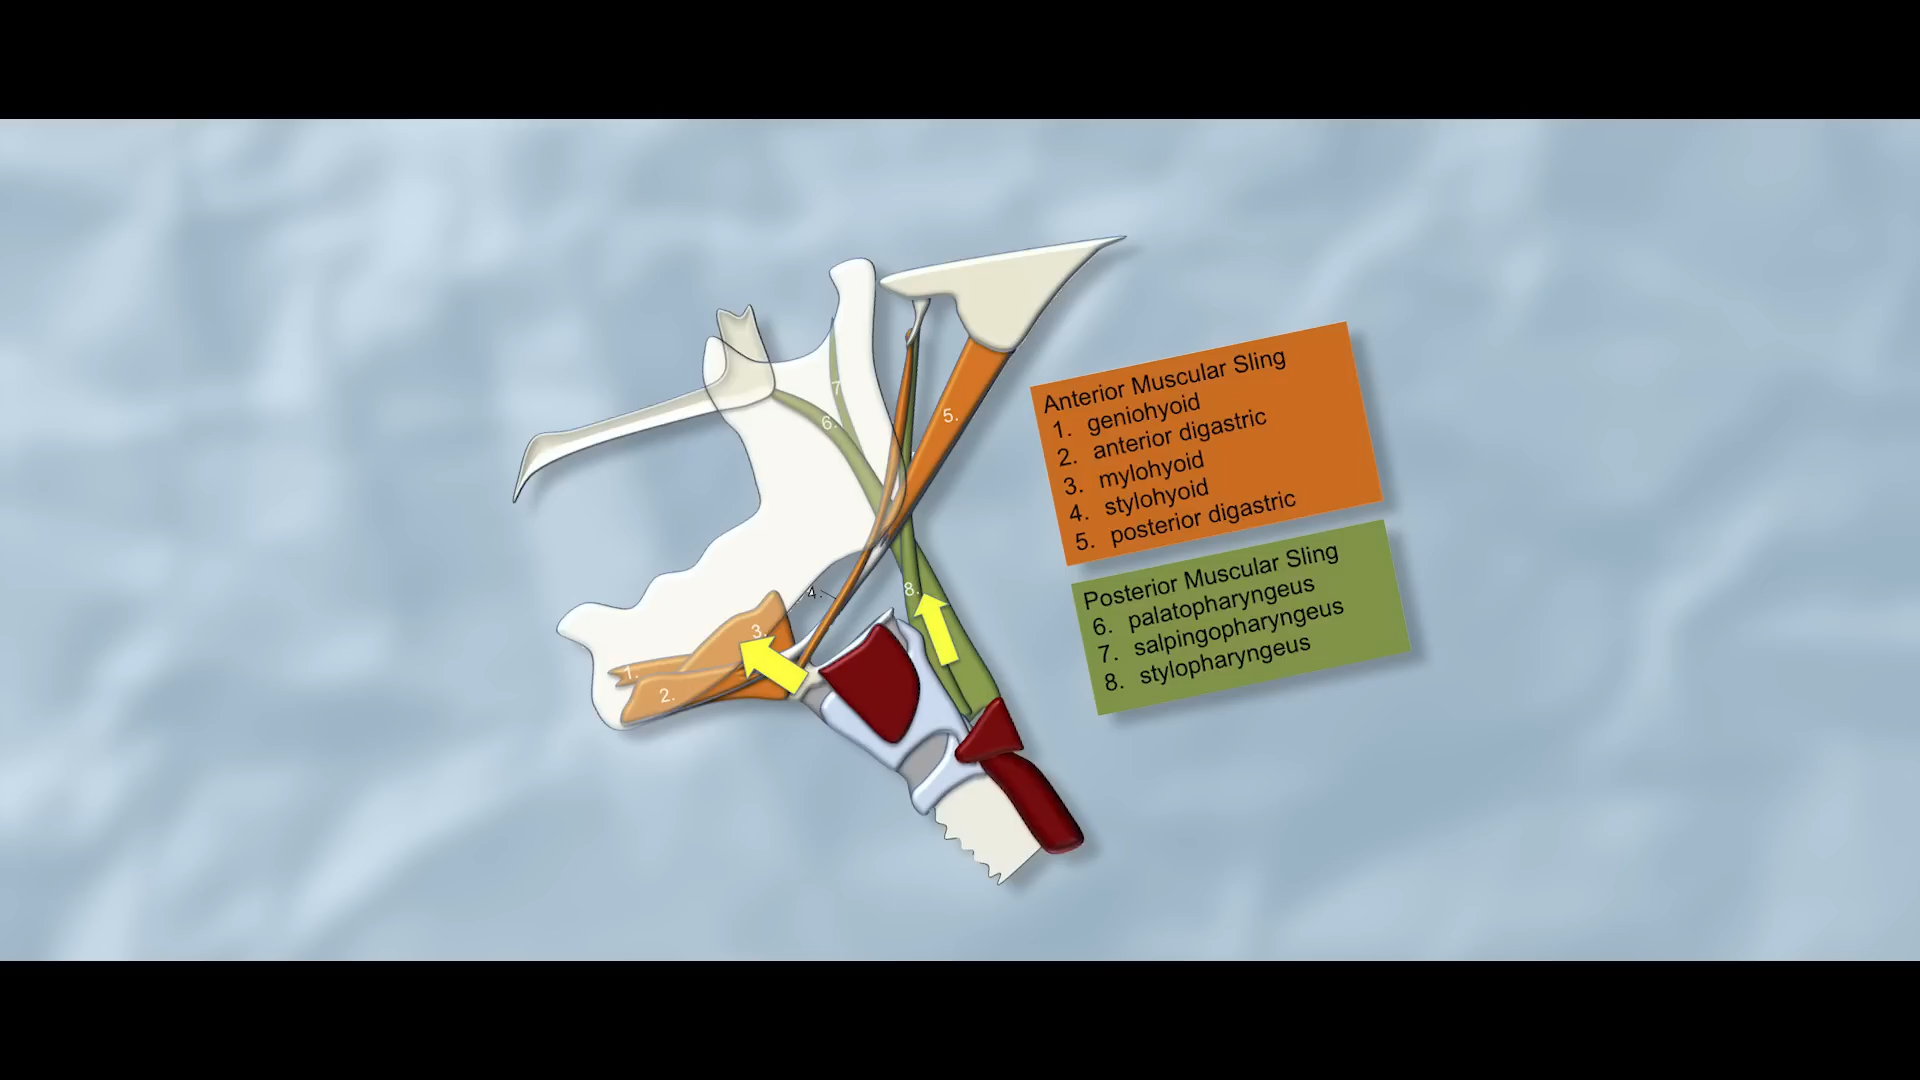 7.
6.
5.
8.
4.
3.
1.
2.
Anterior Muscular Sling
1. geniohyoid
2. anterior digastric
3. mylohyoid
4. stylohyoid
5. posterior digastric
Posterior Muscular Sling
6. palatopharyngeus
7. salpingopharyngeus
8. stylopharyngeus